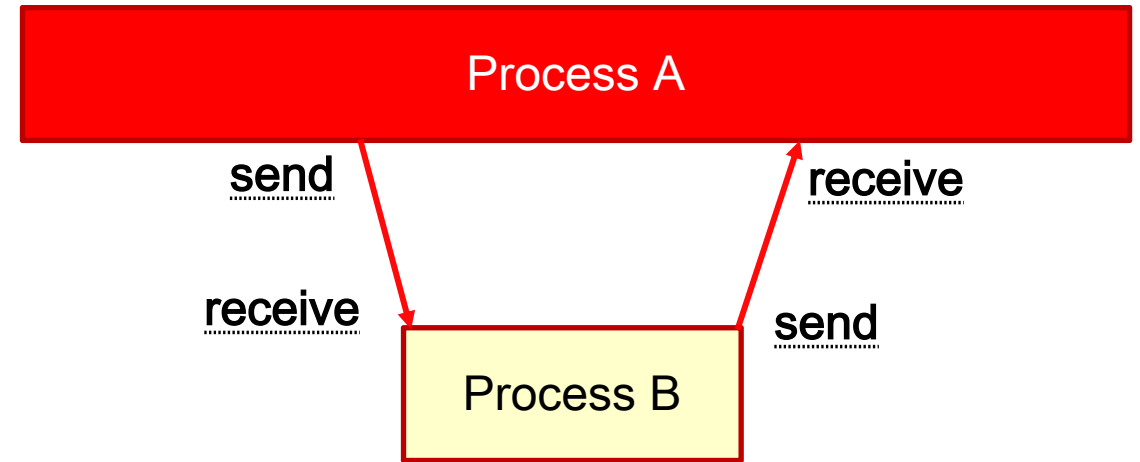 Process A
send
receive
receive
send
Process B